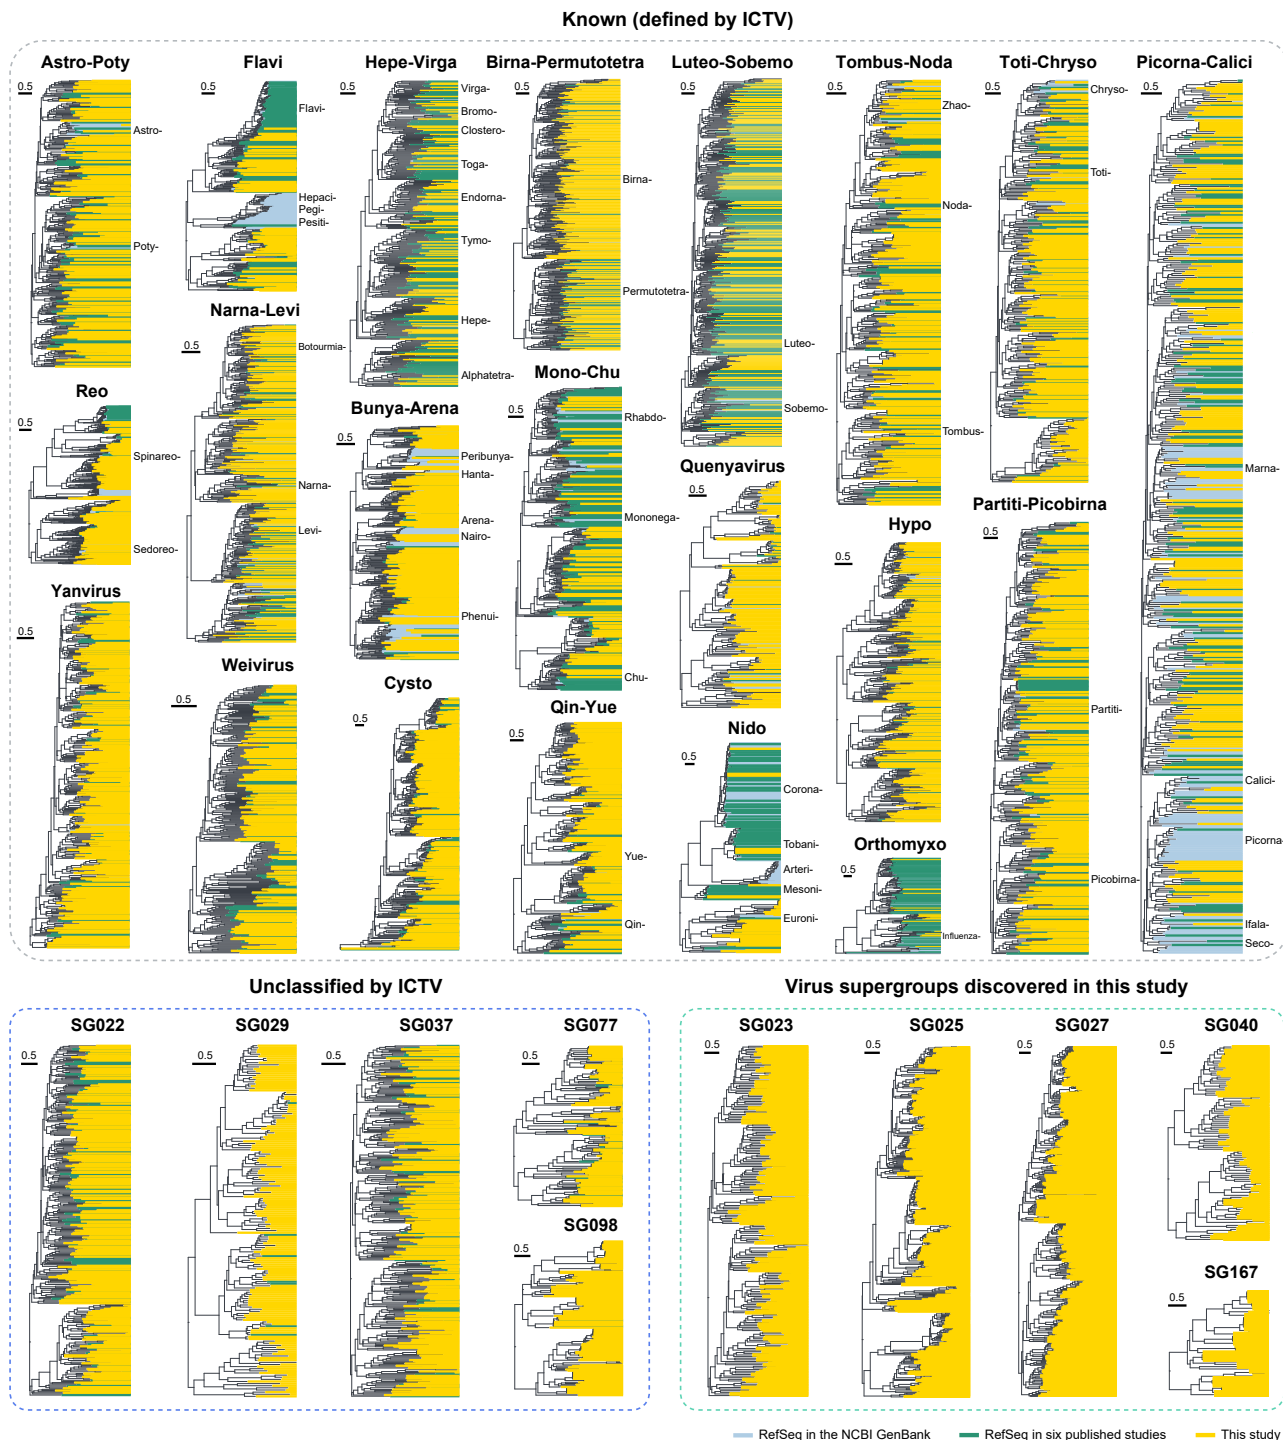 Known (defined by ICTV)
Astro-Poty
0.5
Astro-
Poty-
Flavi
0.5
Flavi-
Hepaci-
Pegi-
Pesiti-
Hepe-Virga
0.5
Virga-
Bromo-
Clostero-
Toga-
Endorna-
Tymo-
Hepe-
Alphatetra-
Birna-Permutotetra
0.5
Birna-
Permutotetra-
Luteo-Sobemo
0.5
Luteo-
Sobemo-
Tombus-Noda
0.5
Zhao-
Noda-
Tombus-
Toti-Chryso
0.5
Chryso-
Toti-
Picorna-Calici
0.5
Marna-
Calici-
Picorna-
Ifala-
Seco-
Reo
0.5
Spinareo-
Sedoreo-
Narna-Levi
0.5
Botourmia-
Narna-
Levi-
Bunya-Arena
0.5
Peribunya-
Hanta-
Arena-
Nairo-
Phenui-
Mono-Chu
0.5
Rhabdo-
Mononega-
Chu-
Quenyavirus
0.5
Hypo
0.5
Partiti-Picobirna
0.5
Partiti-
Picobirna-
Yanvirus
0.5
Weivirus
0.5
Cysto
0.5
Qin-Yue
0.5
Yue-
Qin-
Nido
0.5
Corona-
Tobani-
Arteri-
Mesoni-
Euroni-
Orthomyxo
0.5
Influenza-
Unclassified by ICTV
SG022
0.5
SG029
0.5
SG037
0.5
SG077
0.5
SG098
0.5
Virus supergroups discovered in this study
SG023
0.5
SG025
0.5
SG027
0.5
SG040
0.5
SG167
0.5
RefSeq in the NCBI GenBank
RefSeq in six published studies
This study